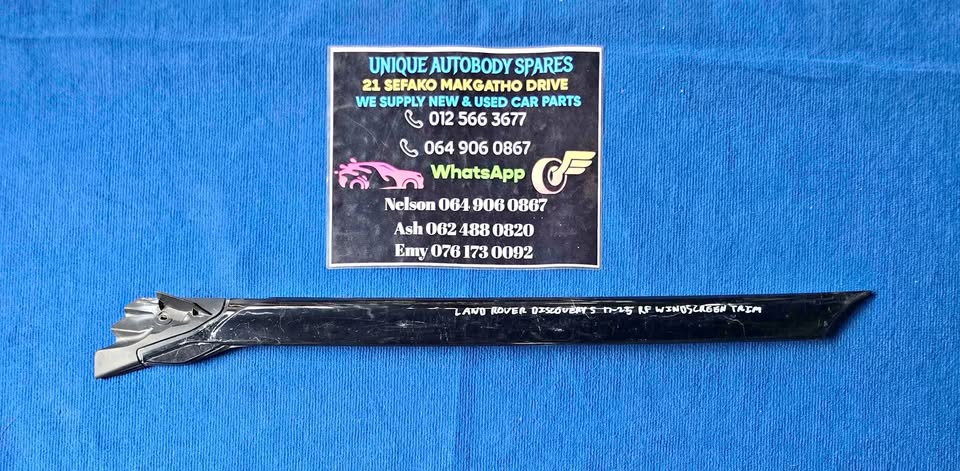 UNIQUE AUTOBODY SPARES
21 SEFAKO MAKGATHO DRIVE
WE SUPPLY NEW & USED CAR PARTS
012 566 3677
064 906 0867
WhatsApp
Nelson 064 906 0867
Ash 062 488 0820
Emy 076 173 0092
LAND ROVER DISCOVERY 5 17-25 RF WINDSCREEN TRIM